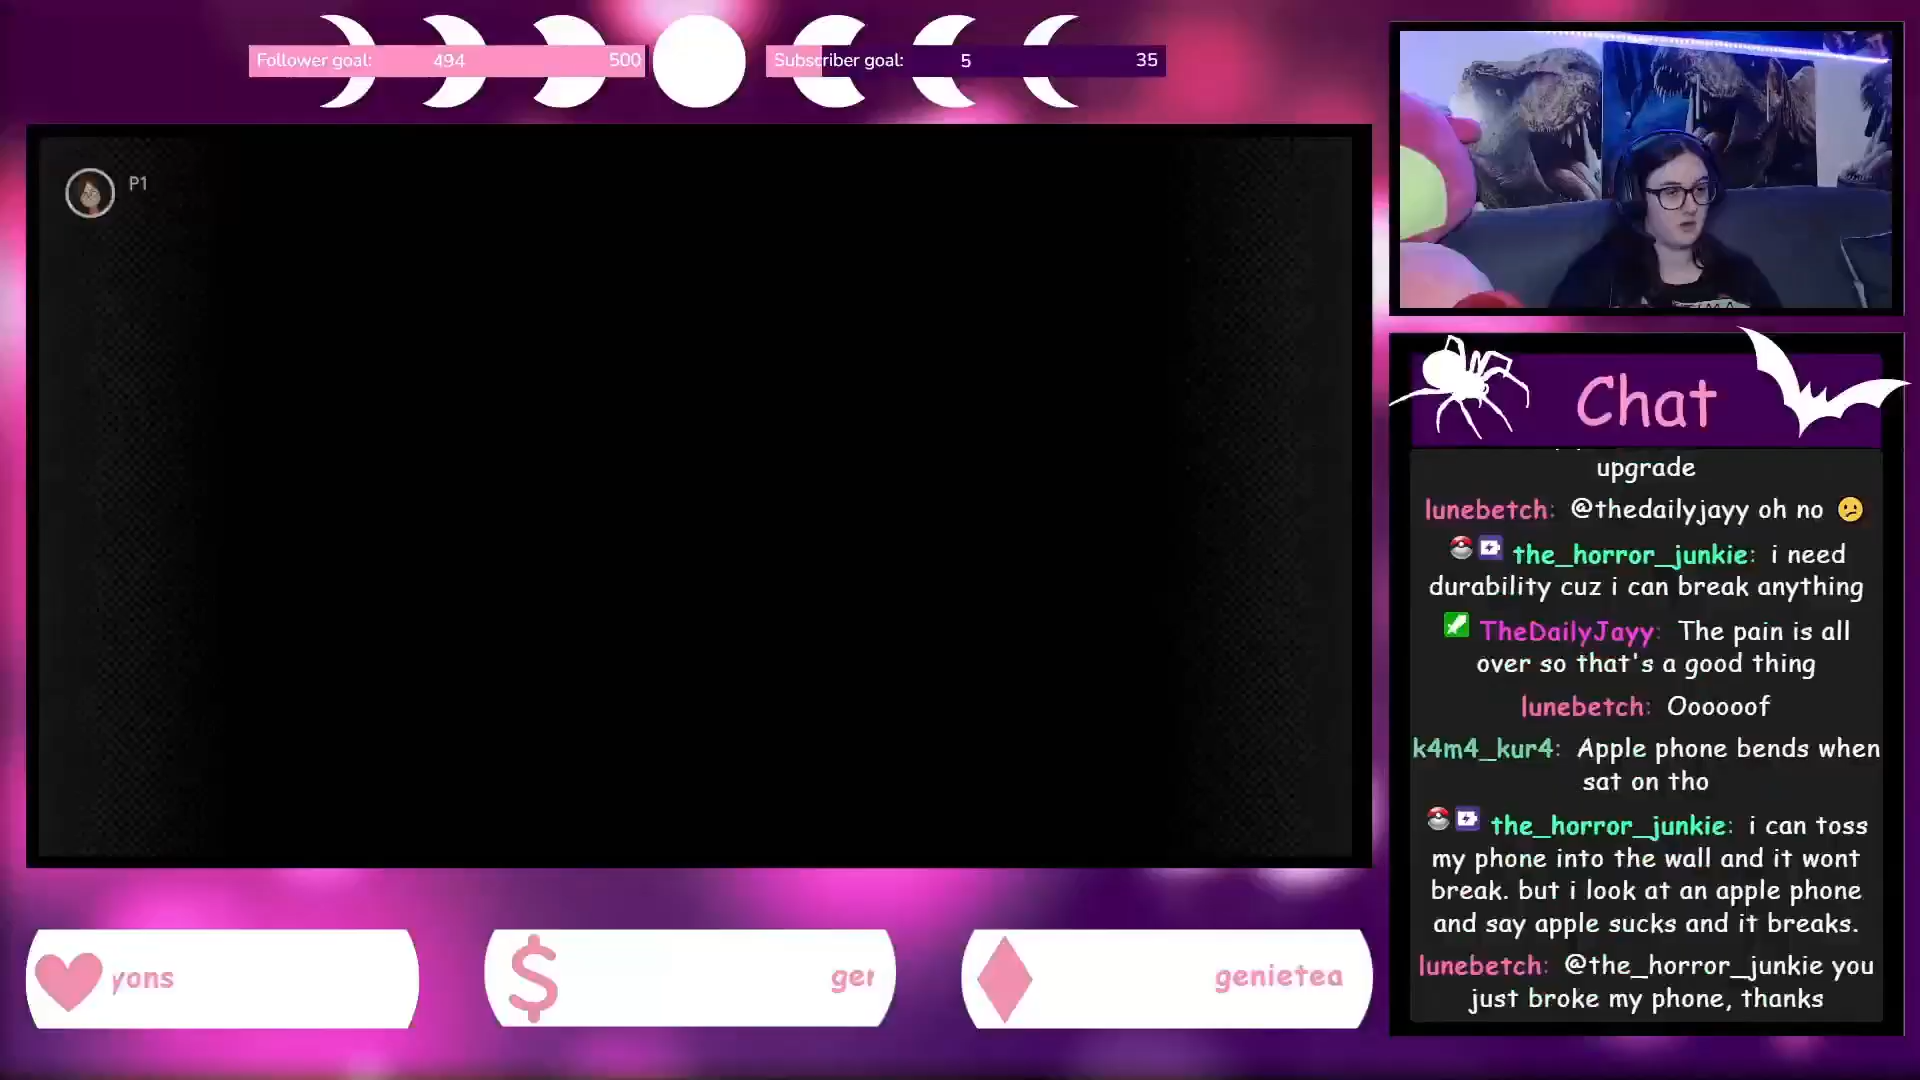 Follower goal: 494 500
Subscriber goal: 5 35
P1
Chat
upgrade
lunebetch: @thedailyjayy oh no
the_horror_junkie: i need
durability cuz i can break anything
TheDailyJayy: The pain is all
over so that's a good thing
lunebetch: Oooooof
k4m4_kur4: Apple phone bends when
sat on tho
the_horror_junkie: i can toss
my phone into the wall and it wont
break. but i look at an apple phone
and say apple sucks and it breaks.
lunebetch: @the_horror_junkie you
just broke my phone, thanks
yons
ger
genietea